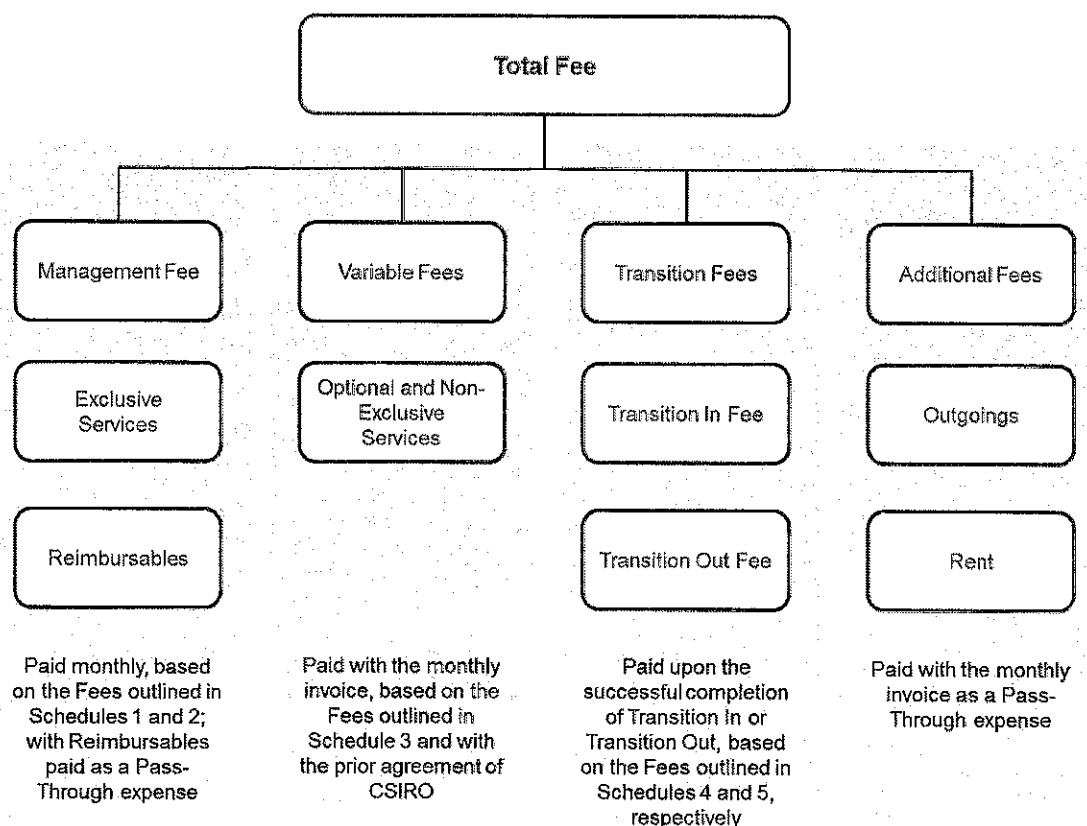 Total Fee
Management Fee
Variable Fees
Transition Fees
Additional Fees
Exclusive
Services
Optional and Non-
Exclusive
Services
Transition In Fee
Outgoings
Reimbursables
Transition Out Fee
Rent
Paid monthly, based
on the Fees outlined in
Schedules 1 and 2;
with Reimbursables
paid as a Pass-
Through expense
Paid with the monthly
invoice, based on the
Fees outlined in
Schedule 3 and with
the prior agreement of
CSIRO
Paid upon the
successful completion
of Transition In or
Transition Out, based
on the Fees outlined in
Schedules 4 and 5,
respectively
Paid with the monthly
invoice as a Pass-
Through expense